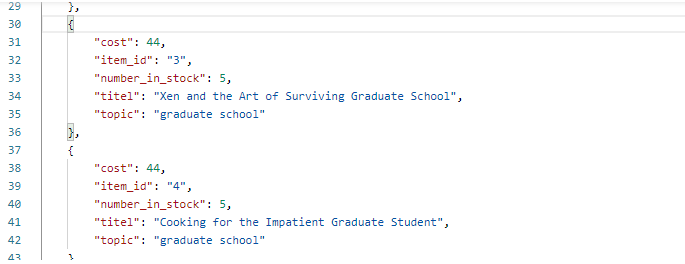 29 },
30 {
31 "cost": 44,
32 "item_id": "3",
33 "number_in_stock": 5,
34 "titel": "Xen and the Art of Surviving Graduate School",
35 "topic": "graduate school"
36 },
37 {
38 "cost": 44,
39 "item_id": "4",
40 "number_in_stock": 5,
41 "titel": "Cooking for the Impatient Graduate Student",
42 "topic": "graduate school"
43 }